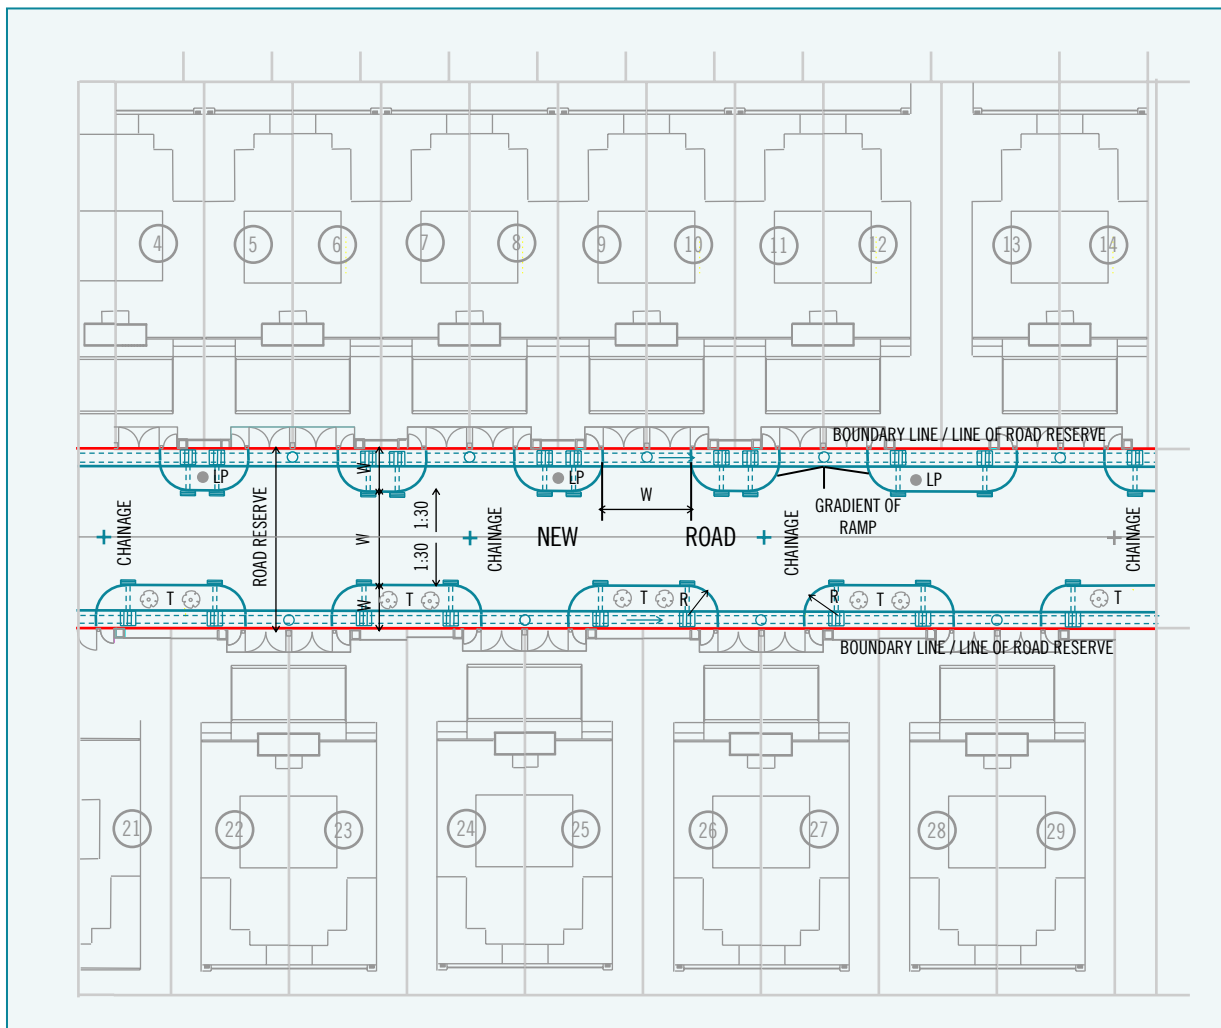 4
5
6
7
8
9
10
11
12
13
14
BOUNDARY LINE / LINE OF ROAD RESERVE
LP
LP
LP
W
W
W
W
GRADIENT OF
RAMP
CHAINAGE
ROAD RESERVE
1:30
1:30
CHAINAGE
NEW ROAD
CHAINAGE
CHAINAGE
T
T
T
R
R
T
T
BOUNDARY LINE / LINE OF ROAD RESERVE
21
22
23
24
25
26
27
28
29